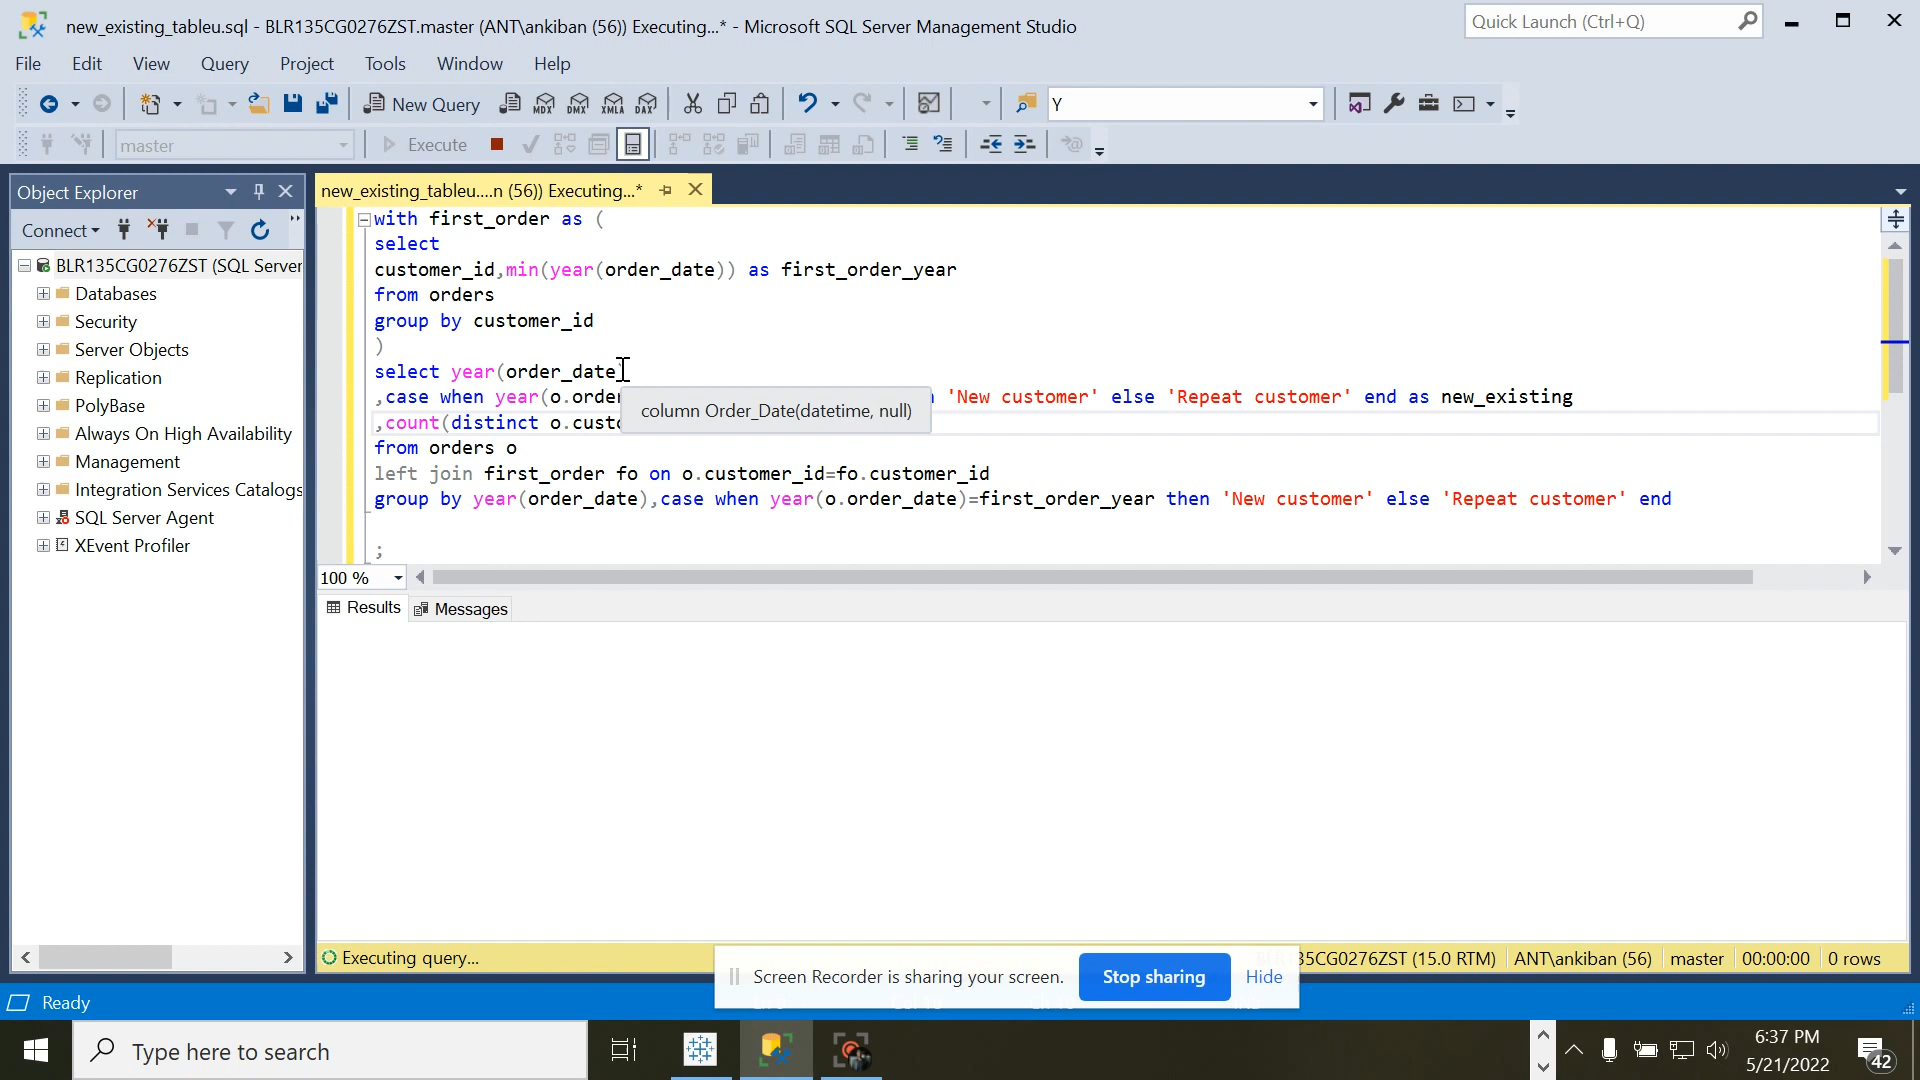 new_existing_tableu.sql - BLR135CG0276ZST.master (ANT\ankiban (56)) Executing...* - Microsoft SQL Server Management Studio
Quick Launch (Ctrl+Q)
File Edit View Query Project Tools Window Help
New Query MDX DMX XMLA DAX Y
master Execute
Object Explorer
new_existing_tableu....n (56)) Executing...*
Connect
BLR135CG0276ZST (SQL Server
Databases
Security
Server Objects
Replication
PolyBase
Always On High Availability
Management
Integration Services Catalogs
SQL Server Agent
XEvent Profiler
with first_order as (
select
customer_id,min(year(order_date)) as first_order_year
from orders
group by customer_id
)
select year(order_date)
,case when year(o.order 'New customer' else 'Repeat customer' end as new_existing
column Order_Date(datetime, null)
,count(distinct o.custo
from orders o
left join first_order fo on o.customer_id=fo.customer_id
group by year(order_date),case when year(o.order_date)=first_order_year then 'New customer' else 'Repeat customer' end
;
100 %
Results Messages
Executing query...
35CG0276ZST (15.0 RTM) ANT\ankiban (56) master 00:00:00 0 rows
Screen Recorder is sharing your screen. Stop sharing Hide
Ready
Type here to search
6:37 PM
5/21/2022
42